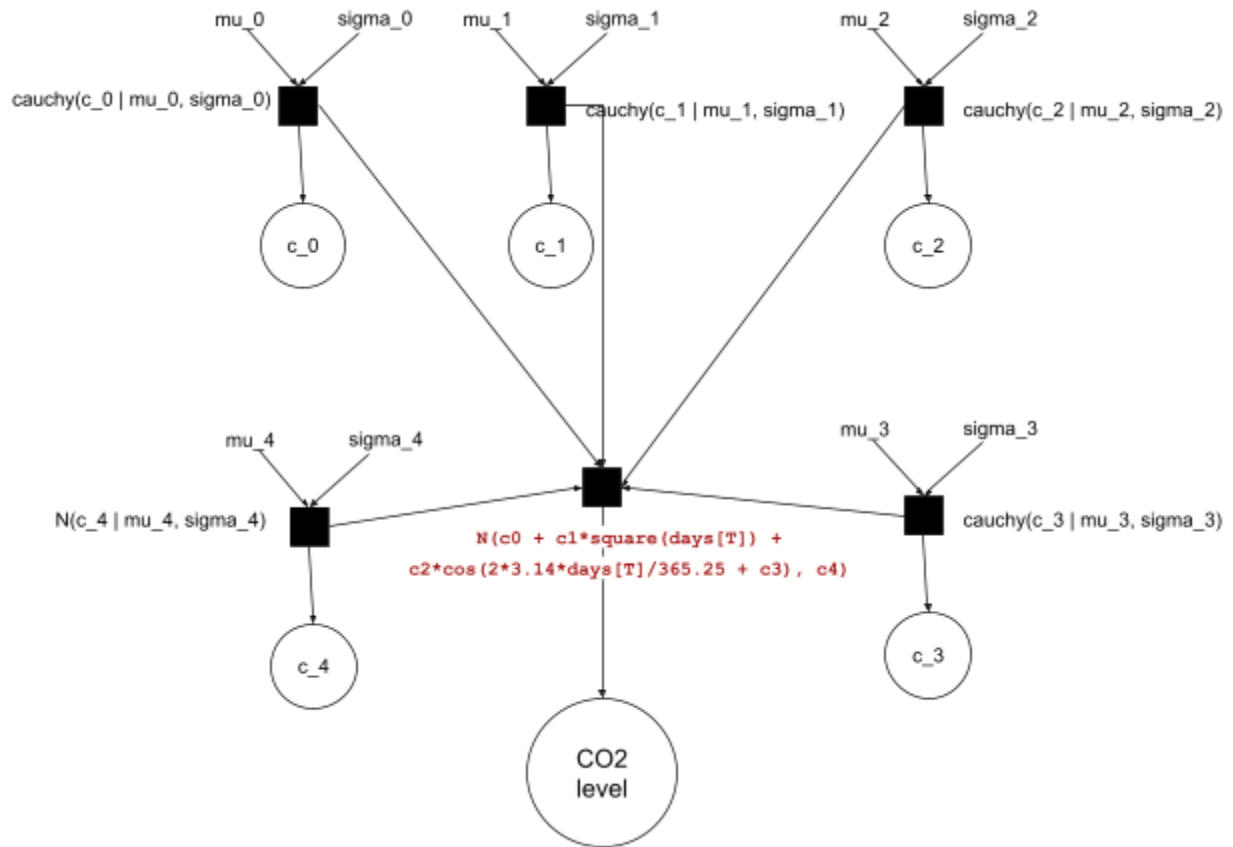 mu_0
sigma_0
mu_1
sigma_1
mu_2
sigma_2
cauchy(c_0 | mu_0, sigma_0)
cauchy(c_1 | mu_1, sigma_1)
cauchy(c_2 | mu_2, sigma_2)
c_0
c_1
c_2
mu_4
sigma_4
mu_3
sigma_3
N(c_4 | mu_4, sigma_4)
cauchy(c_3 | mu_3, sigma_3)
N(c0 + c1*square(days[T]) +
c2*cos(2*3.14*days[T]/365.25 + c3), c4)
c_4
c_3
CO2
level